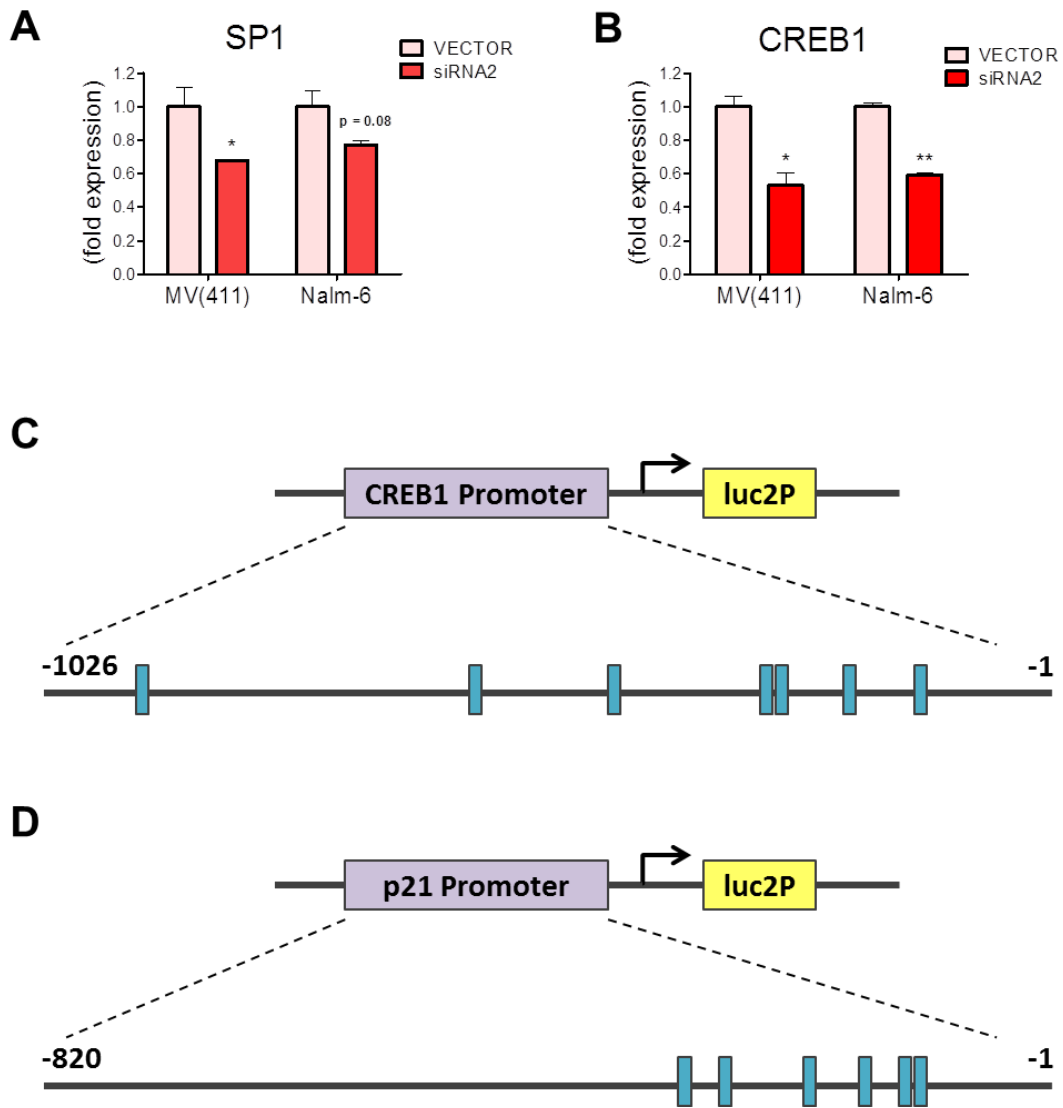 A
SP1
VECTOR
siRNA2
(fold expression)
1.2
1.0
0.8
0.6
0.4
0.2
0.0
*
p = 0.08
MV(411)
Nalm-6
B
CREB1
VECTOR
siRNA2
(fold expression)
1.2
1.0
0.8
0.6
0.4
0.2
0.0
*
**
MV(411)
Nalm-6
C
CREB1 Promoter
luc2P
-1026
-1
D
p21 Promoter
luc2P
-820
-1